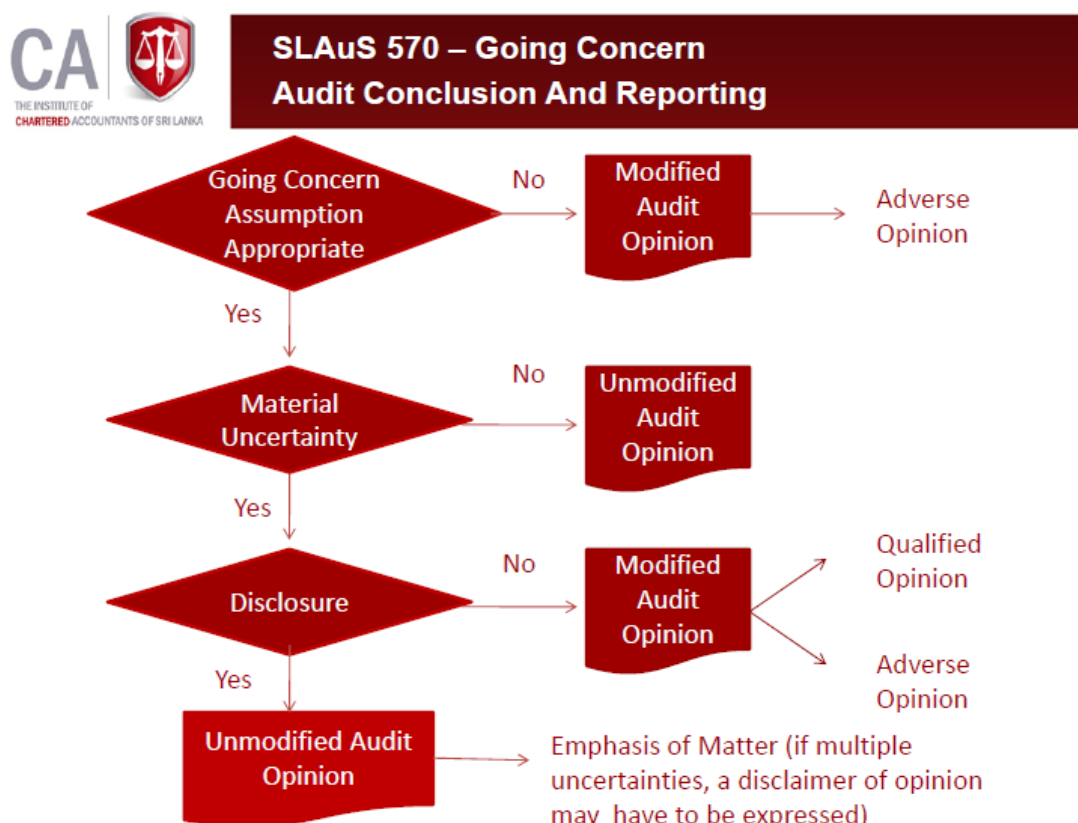 CA
THE INSTITUTE OF
CHARTERED ACCOUNTANTS OF SRI LANKA
SLAuS 570 – Going Concern
Audit Conclusion And Reporting
Going Concern
Assumption
Appropriate
No
Modified
Audit
Opinion
Adverse
Opinion
Yes
Material
Uncertainty
No
Unmodified
Audit
Opinion
Yes
Disclosure
No
Modified
Audit
Opinion
Qualified
Opinion
Adverse
Opinion
Yes
Unmodified Audit
Opinion
Emphasis of Matter (if multiple
uncertainties, a disclaimer of opinion
may have to be expressed)